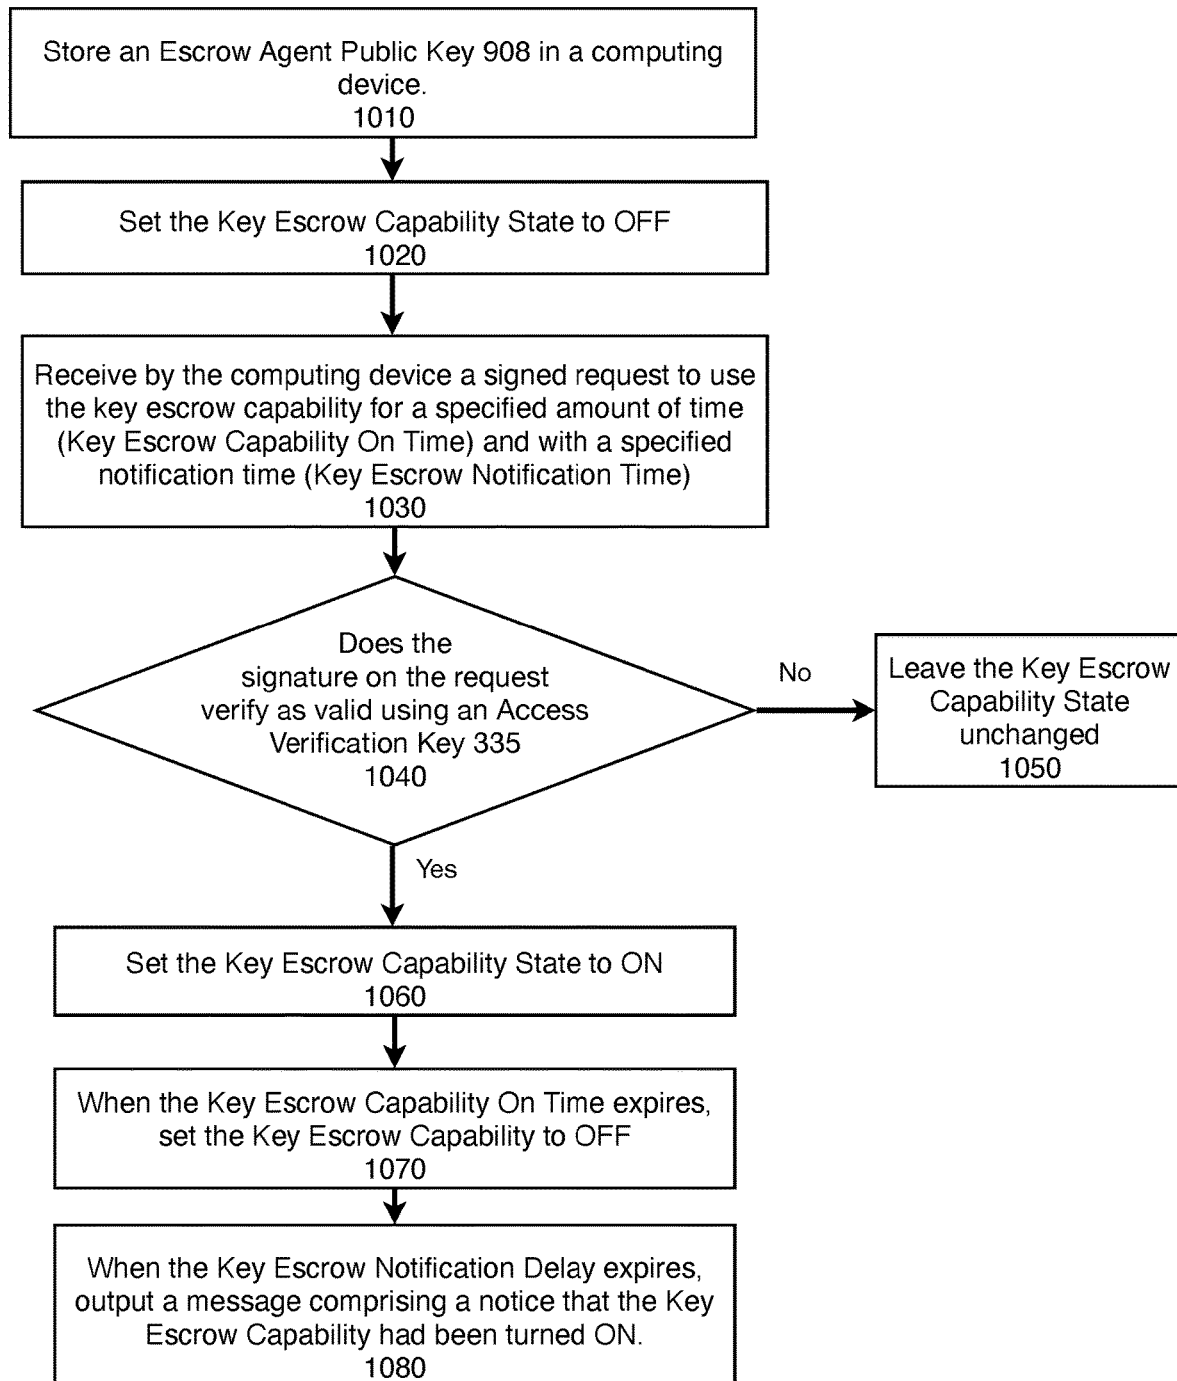 Store an Escrow Agent Public Key 908 in a computing
device.
1010
Set the Key Escrow Capability State to OFF
1020
Receive by the computing device a signed request to use
the key escrow capability for a specified amount of time
(Key Escrow Capability On Time) and with a specified
notification time (Key Escrow Notification Time)
1030
Does the
signature on the request
verify as valid using an Access
Verification Key 335
1040
No
Leave the Key Escrow
Capability State
unchanged
1050
Yes
Set the Key Escrow Capability State to ON
1060
When the Key Escrow Capability On Time expires,
set the Key Escrow Capability to OFF
1070
When the Key Escrow Notification Delay expires,
output a message comprising a notice that the Key
Escrow Capability had been turned ON.
1080